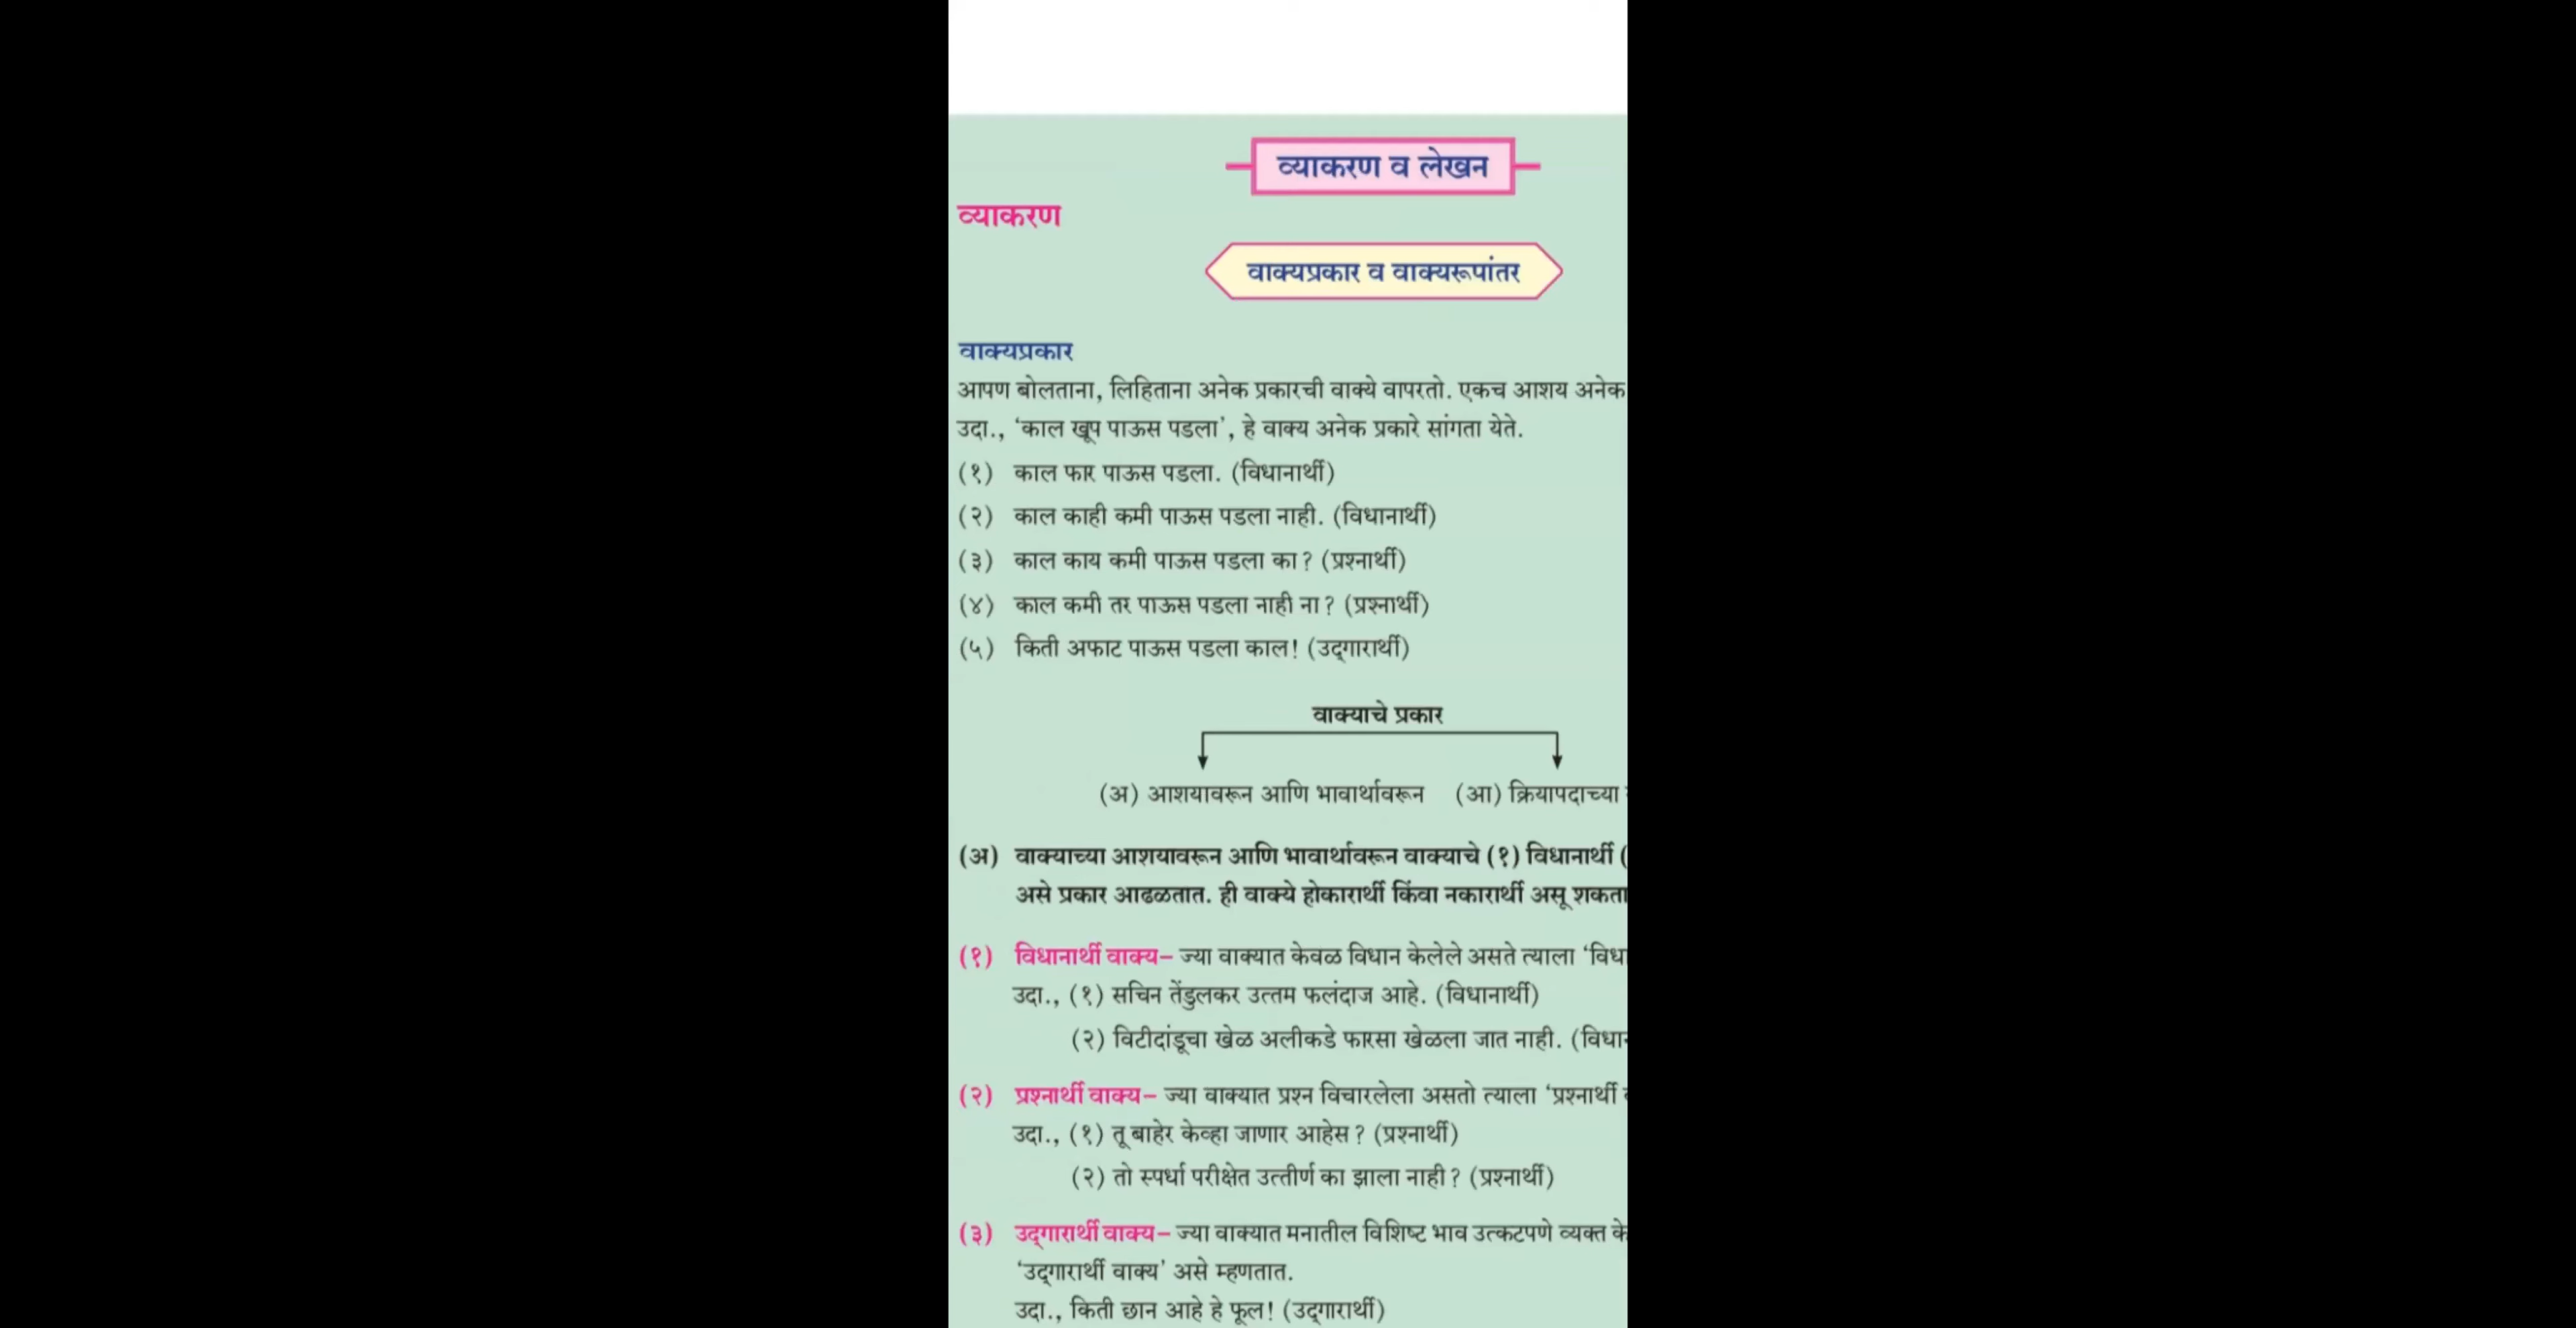 व्याकरण व लेखन
व्याकरण
वाक्यप्रकार व वाक्यरूपांतर
वाक्यप्रकार
आपण बोलताना, लिहिताना अनेक प्रकारची वाक्ये वापरतो. एकच आशय अनेक
उदा., ‘काल खूप पाऊस पडला’, हे वाक्य अनेक प्रकारे सांगता येते.
(१) काल फार पाऊस पडला. (विधानार्थी)
(२) काल काही कमी पाऊस पडला नाही. (विधानार्थी)
(३) काल काय कमी पाऊस पडला का? (प्रश्नार्थी)
(४) काल कमी तर पाऊस पडला नाही ना? (प्रश्नार्थी)
(५) किती अफाट पाऊस पडला काल! (उद्‌गारार्थी)
वाक्याचे प्रकार
(अ) आशयावरून आणि भावार्थावरून (आ) क्रियापदाच्या
(अ) वाक्याच्या आशयावरून आणि भावार्थावरून वाक्याचे (१) विधानार्थी (
असे प्रकार आढळतात. ही वाक्ये होकारार्थी किंवा नकारार्थी असू शकता
(१) विधानार्थी वाक्य– ज्या वाक्यात केवळ विधान केलेले असते त्याला ‘विधा
उदा., (१) सचिन तेंडुलकर उत्तम फलंदाज आहे. (विधानार्थी)
(२) विटीदांडूचा खेळ अलीकडे फारसा खेळला जात नाही. (विधा
(२) प्रश्नार्थी वाक्य– ज्या वाक्यात प्रश्न विचारलेला असतो त्याला ‘प्रश्नार्थी
उदा., (१) तू बाहेर केव्हा जाणार आहेस? (प्रश्नार्थी)
(२) तो स्पर्धा परीक्षेत उत्तीर्ण का झाला नाही? (प्रश्नार्थी)
(३) उद्‌गारार्थी वाक्य– ज्या वाक्यात मनातील विशिष्ट भाव उत्कटपणे व्यक्त के
‘उद्‌गारार्थी वाक्य’ असे म्हणतात.
उदा., किती छान आहे हे फूल! (उद्‌गारार्थी)